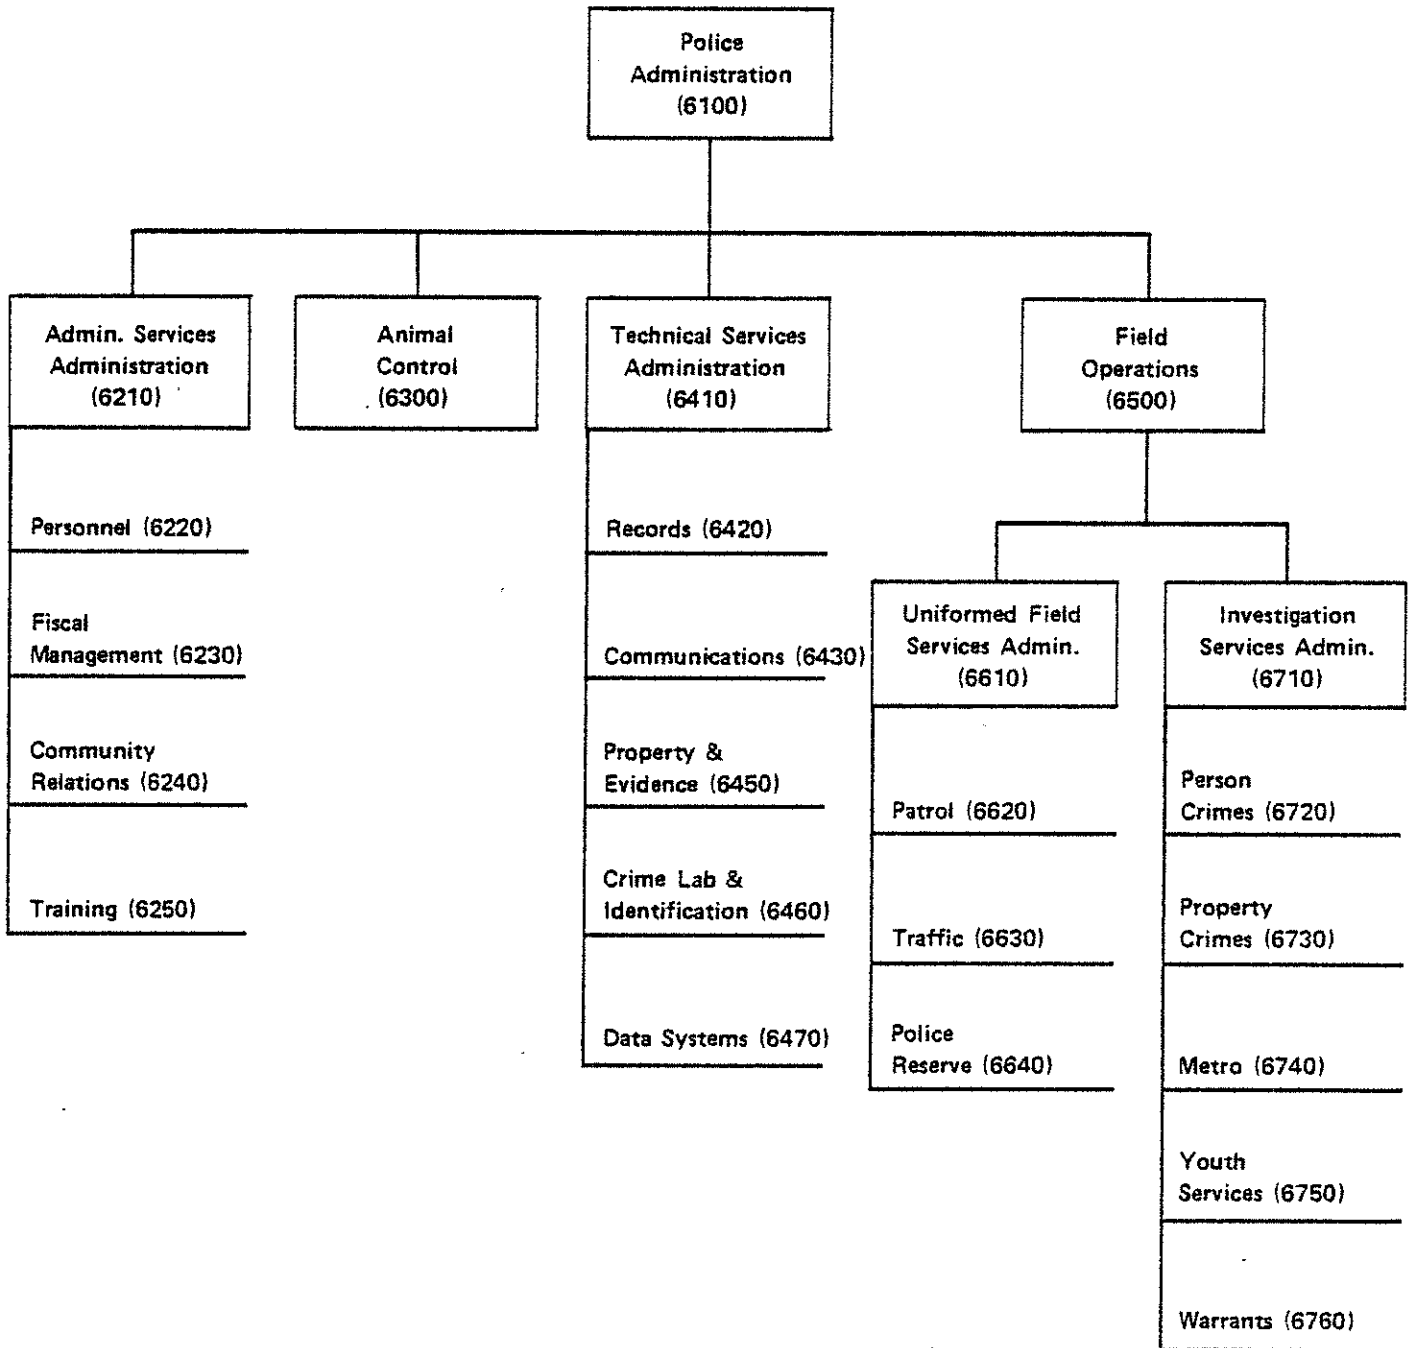 Police
Administration
(6100)
Admin. Services
Administration
(6210)
Animal
Control
(6300)
Technical Services
Administration
(6410)
Field
Operations
(6500)
Personnel (6220)
Fiscal
Management (6230)
Community
Relations (6240)
Training (6250)
Records (6420)
Communications (6430)
Property &
Evidence (6450)
Crime Lab &
Identification (6460)
Data Systems (6470)
Uniformed Field
Services Admin.
(6610)
Patrol (6620)
Traffic (6630)
Police
Reserve (6640)
Investigation
Services Admin.
(6710)
Person
Crimes (6720)
Property
Crimes (6730)
Metro (6740)
Youth
Services (6750)
Warrants (6760)